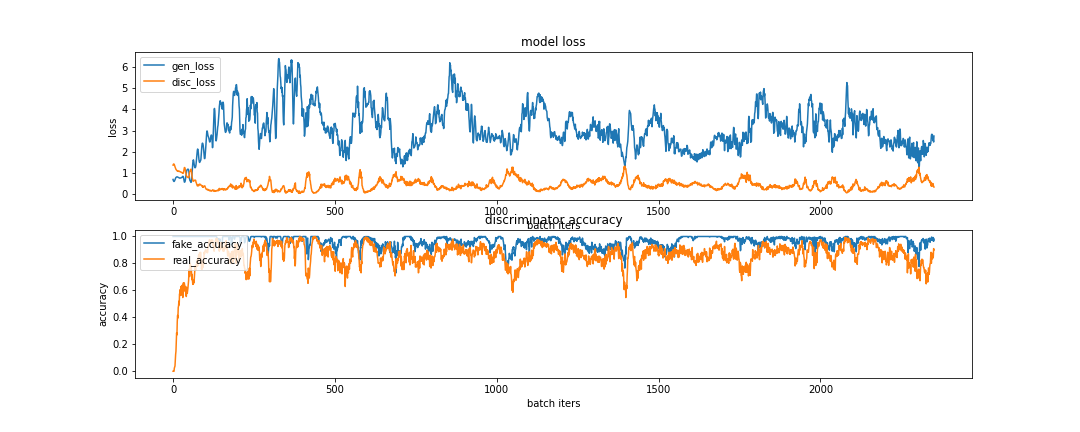 model loss
gen_loss
disc_loss
6
5
4
3
2
1
0
loss
0
500
1000
1500
2000
batch iters
discriminator accuracy
fake_accuracy
real_accuracy
1.0
0.8
0.6
0.4
0.2
0.0
accuracy
0
500
1000
1500
2000
batch iters